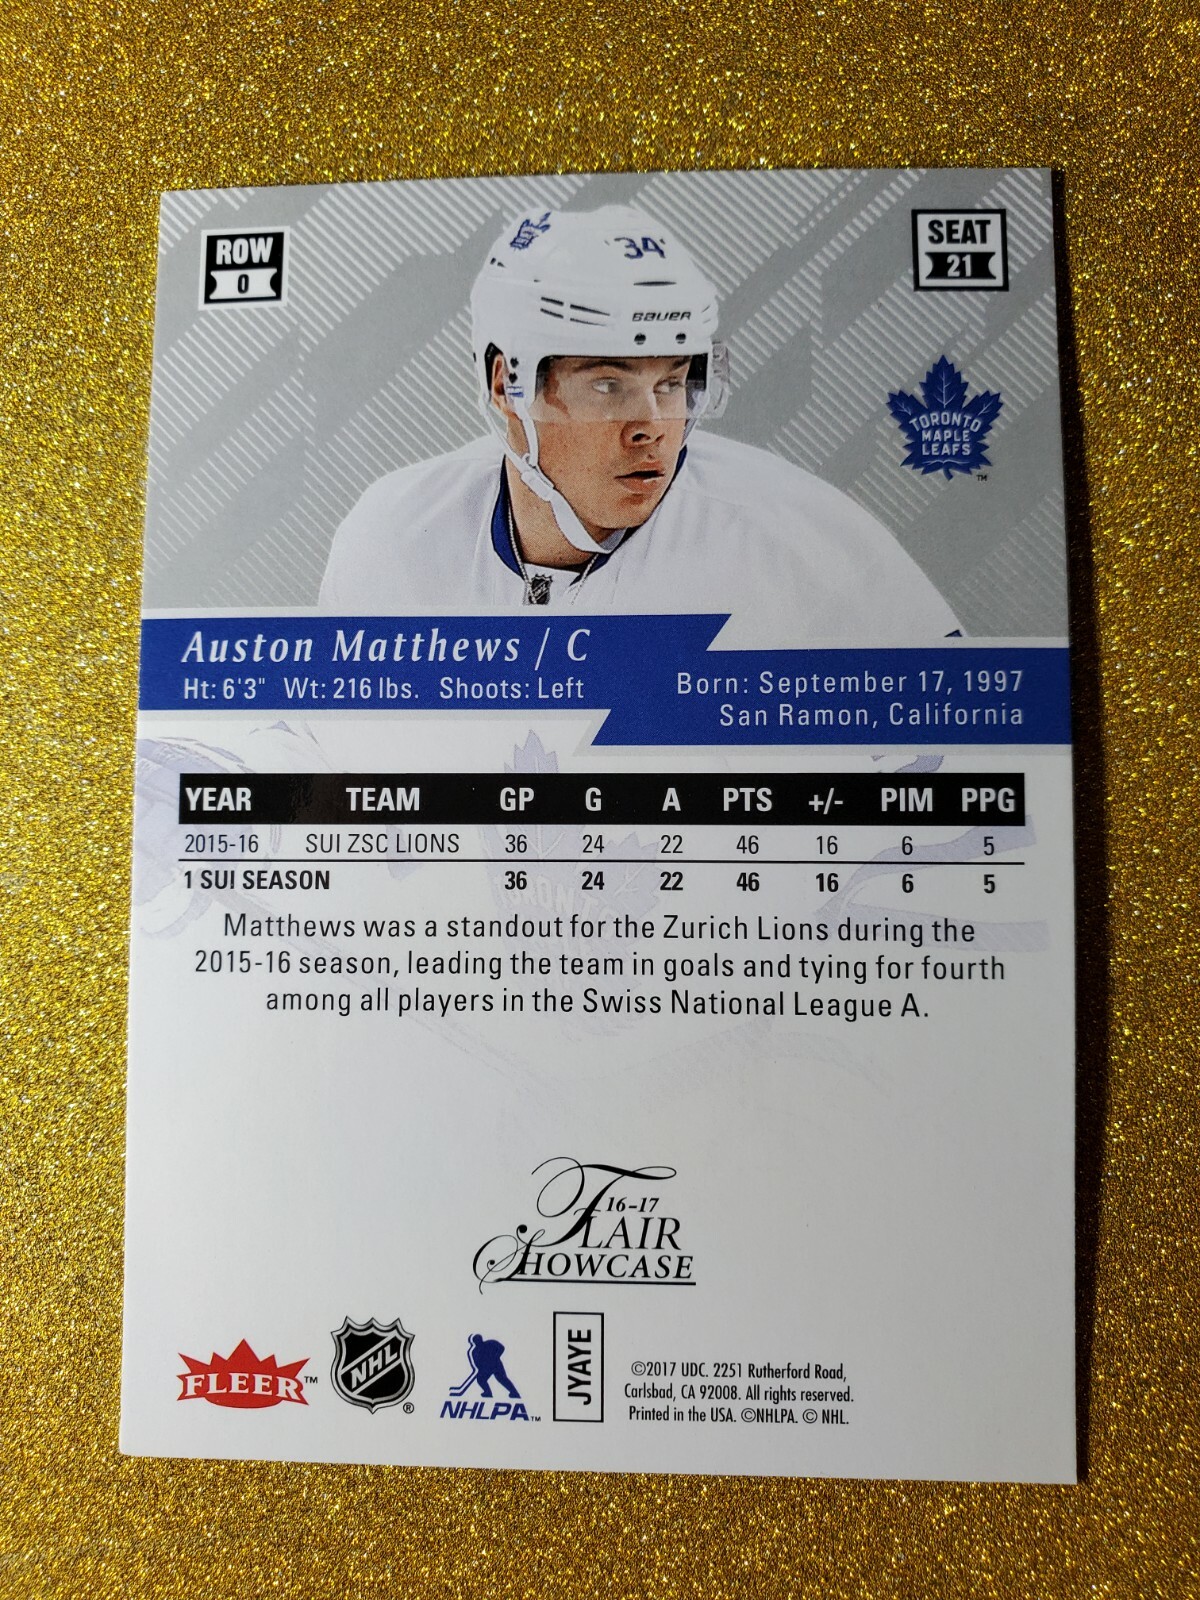 ROW
0
SEAT
21
'34'
BAUER
TORONTO
MAPLE
LEAFS
™
Auston Matthews / C
Ht: 6'3" Wt: 216 lbs. Shoots: Left
Born: September 17, 1997
San Ramon, California
YEAR TEAM GP G A PTS +/- PIM PPG
2015-16 SUI ZSC LIONS 36 24 22 46 16 6 5
1 SUI SEASON 36 24 22 46 16 6 5
Matthews was a standout for the Zurich Lions during the
2015-16 season, leading the team in goals and tying for fourth
among all players in the Swiss National League A.
16-17
FLAIR
SHOWCASE
FLEER™
NHL®
NHLPA™
JYAYE
©2017 UDC. 2251 Rutherford Road,
Carlsbad, CA 92008. All rights reserved.
Printed in the USA. ©NHLPA. © NHL.